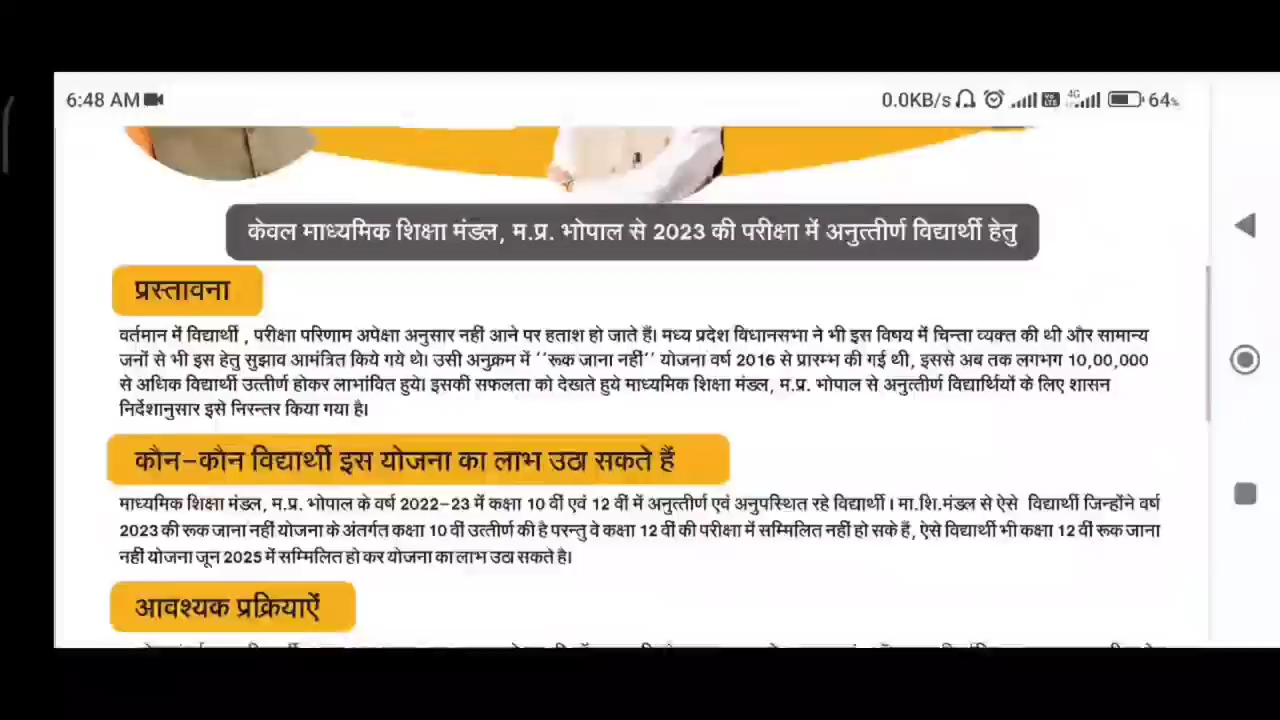 6:48 AM
0.0KB/s 4G 64%
केवल माध्यमिक शिक्षा मंडल, म.प्र. भोपाल से 2023 की परीक्षा में अनुत्तीर्ण विद्यार्थी हेतु
प्रस्तावना
वर्तमान में विद्यार्थी , परीक्षा परिणाम अपेक्षा अनुसार नहीं आने पर हताश हो जाते हैं। मध्य प्रदेश विधानसभा ने भी इस विषय में चिन्ता व्यक्त की थी और सामान्य
जनों से भी इस हेतु सुझाव आमंत्रित किये गये थे। उसी अनुक्रम में ''रूक जाना नहीं'' योजना वर्ष 2016 से प्रारम्भ की गई थी, इससे अब तक लगभग 10,00,000
से अधिक विद्यार्थी उत्तीर्ण होकर लाभांवित हुये। इसकी सफलता को देखते हुये माध्यमिक शिक्षा मंडल, म.प्र. भोपाल से अनुत्तीर्ण विद्यार्थियों के लिए शासन
निर्देशानुसार इसे निरन्तर किया गया है।
कौन-कौन विद्यार्थी इस योजना का लाभ उठा सकते हैं
माध्यमिक शिक्षा मंडल, म.प्र. भोपाल के वर्ष 2022-23 में कक्षा 10 वीं एवं 12 वीं में अनुत्तीर्ण एवं अनुपस्थित रहे विद्यार्थी । मा.शि.मंडल से ऐसे विद्यार्थी जिन्होंने वर्ष
2023 की रूक जाना नहीं योजना के अंतर्गत कक्षा 10 वीं उत्तीर्ण की है परन्तु वे कक्षा 12 वीं की परीक्षा में सम्मिलित नहीं हो सके हैं, ऐसे विद्यार्थी भी कक्षा 12 वीं रूक जाना
नहीं योजना जून 2025 में सम्मिलित हो कर योजना का लाभ उठा सकते है।
आवश्यक प्रक्रियाऐं